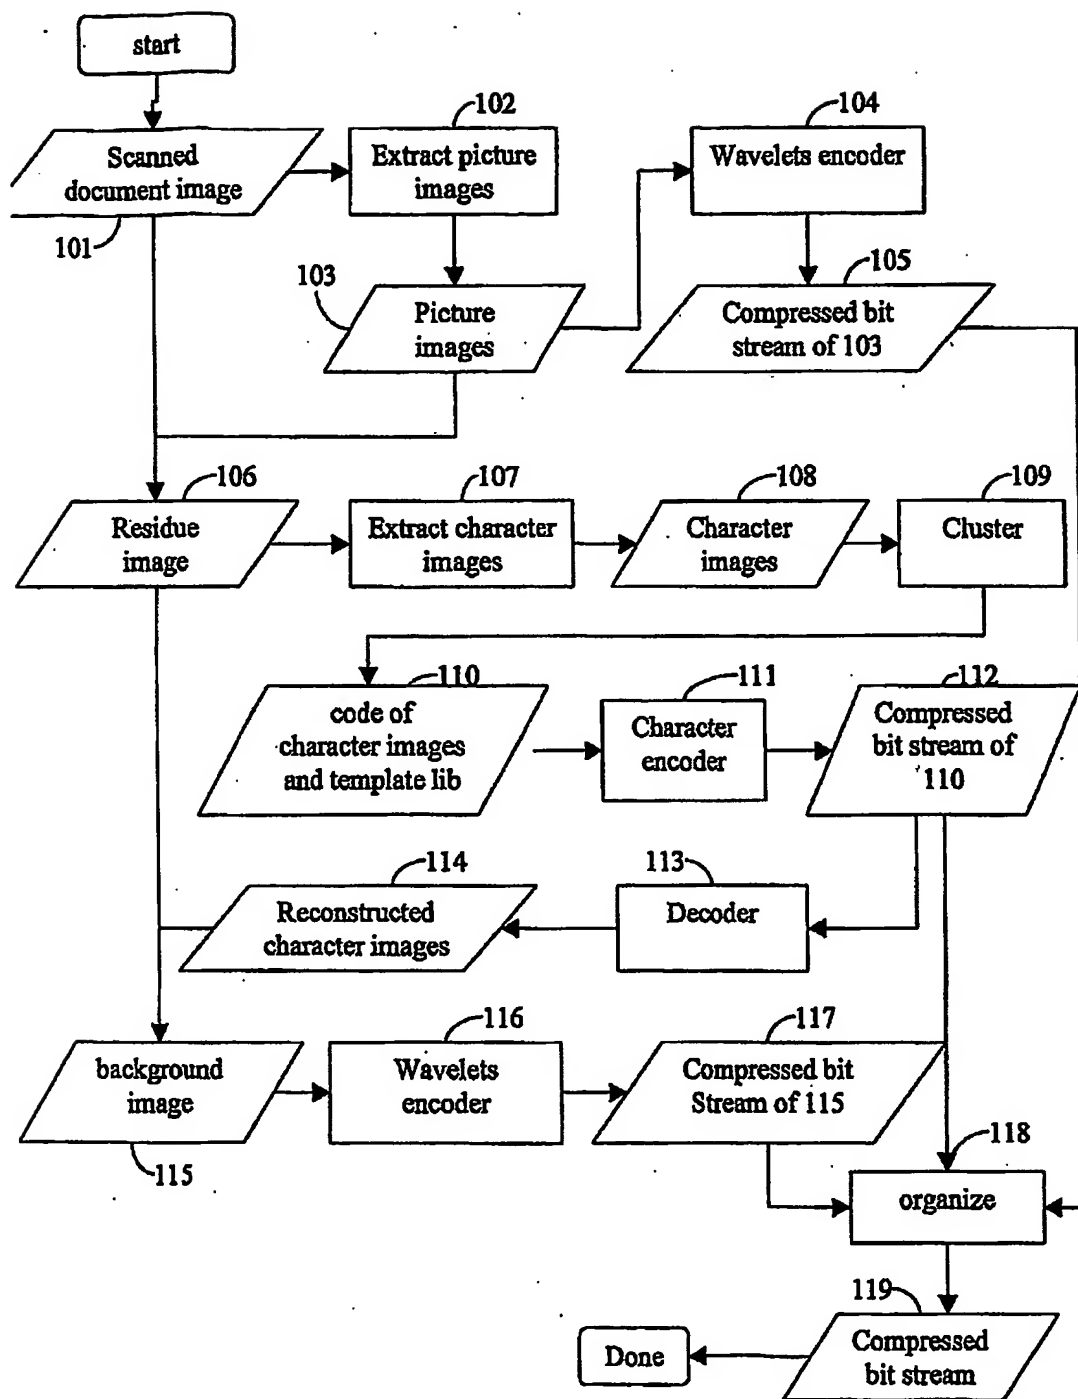 start
102
104
Scanned
document image
Extract picture
images
Wavelets encoder
101
103
105
Picture
images
Compressed bit
stream of 103
106
107
108
109
Residue
image
Extract character
images
Character
images
Cluster
110
111
112
code of
character images
and template lib
Character
encoder
Compressed
bit stream of
110
114
113
Reconstructed
character images
Decoder
116
117
background
image
Wavelets
encoder
Compressed bit
Stream of 115
115
118
organize
119
Done
Compressed
bit stream